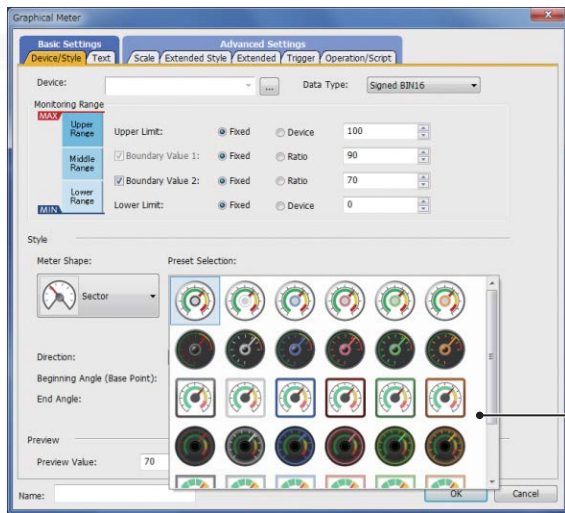 Graphical Meter
Basic Settings
Advanced Settings
Device/Style Text Scale Extended Style Extended Trigger Operation/Script
Device: ... Data Type: Signed BIN16
Monitoring Range
MAX
Upper Range
Upper Limit: Fixed Device 100
Middle Range
Boundary Value 1: Fixed Ratio 90
Boundary Value 2: Fixed Ratio 70
Lower Range
MIN
Lower Limit: Fixed Device 0
Style
Meter Shape: Preset Selection:
Sector
Direction:
Beginning Angle (Base Point):
End Angle:
Preview
Preview Value: 70
Name: OK Cancel